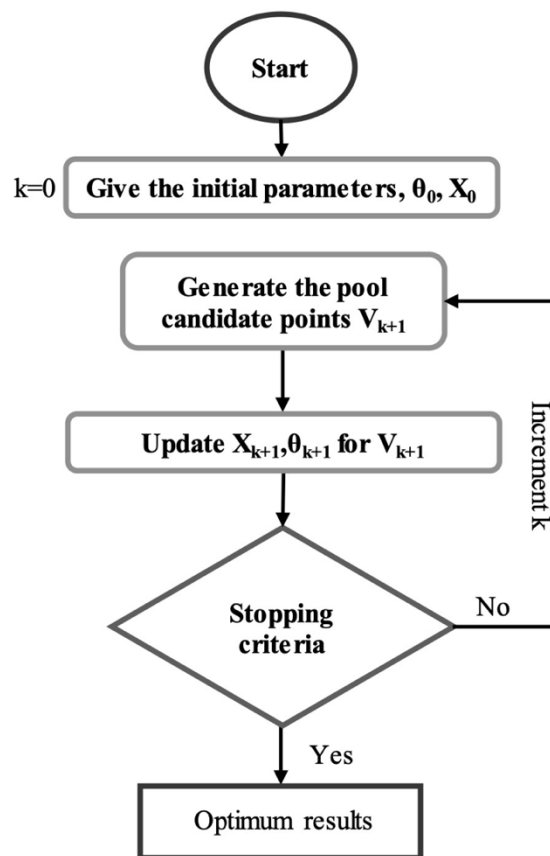 Start
k=0
Give the initial parameters, θ₀, X₀
Generate the pool
candidate points Vₖ₊₁
Update Xₖ₊₁,θₖ₊₁ for Vₖ₊₁
Increment k
Stopping
criteria
No
Yes
Optimum results